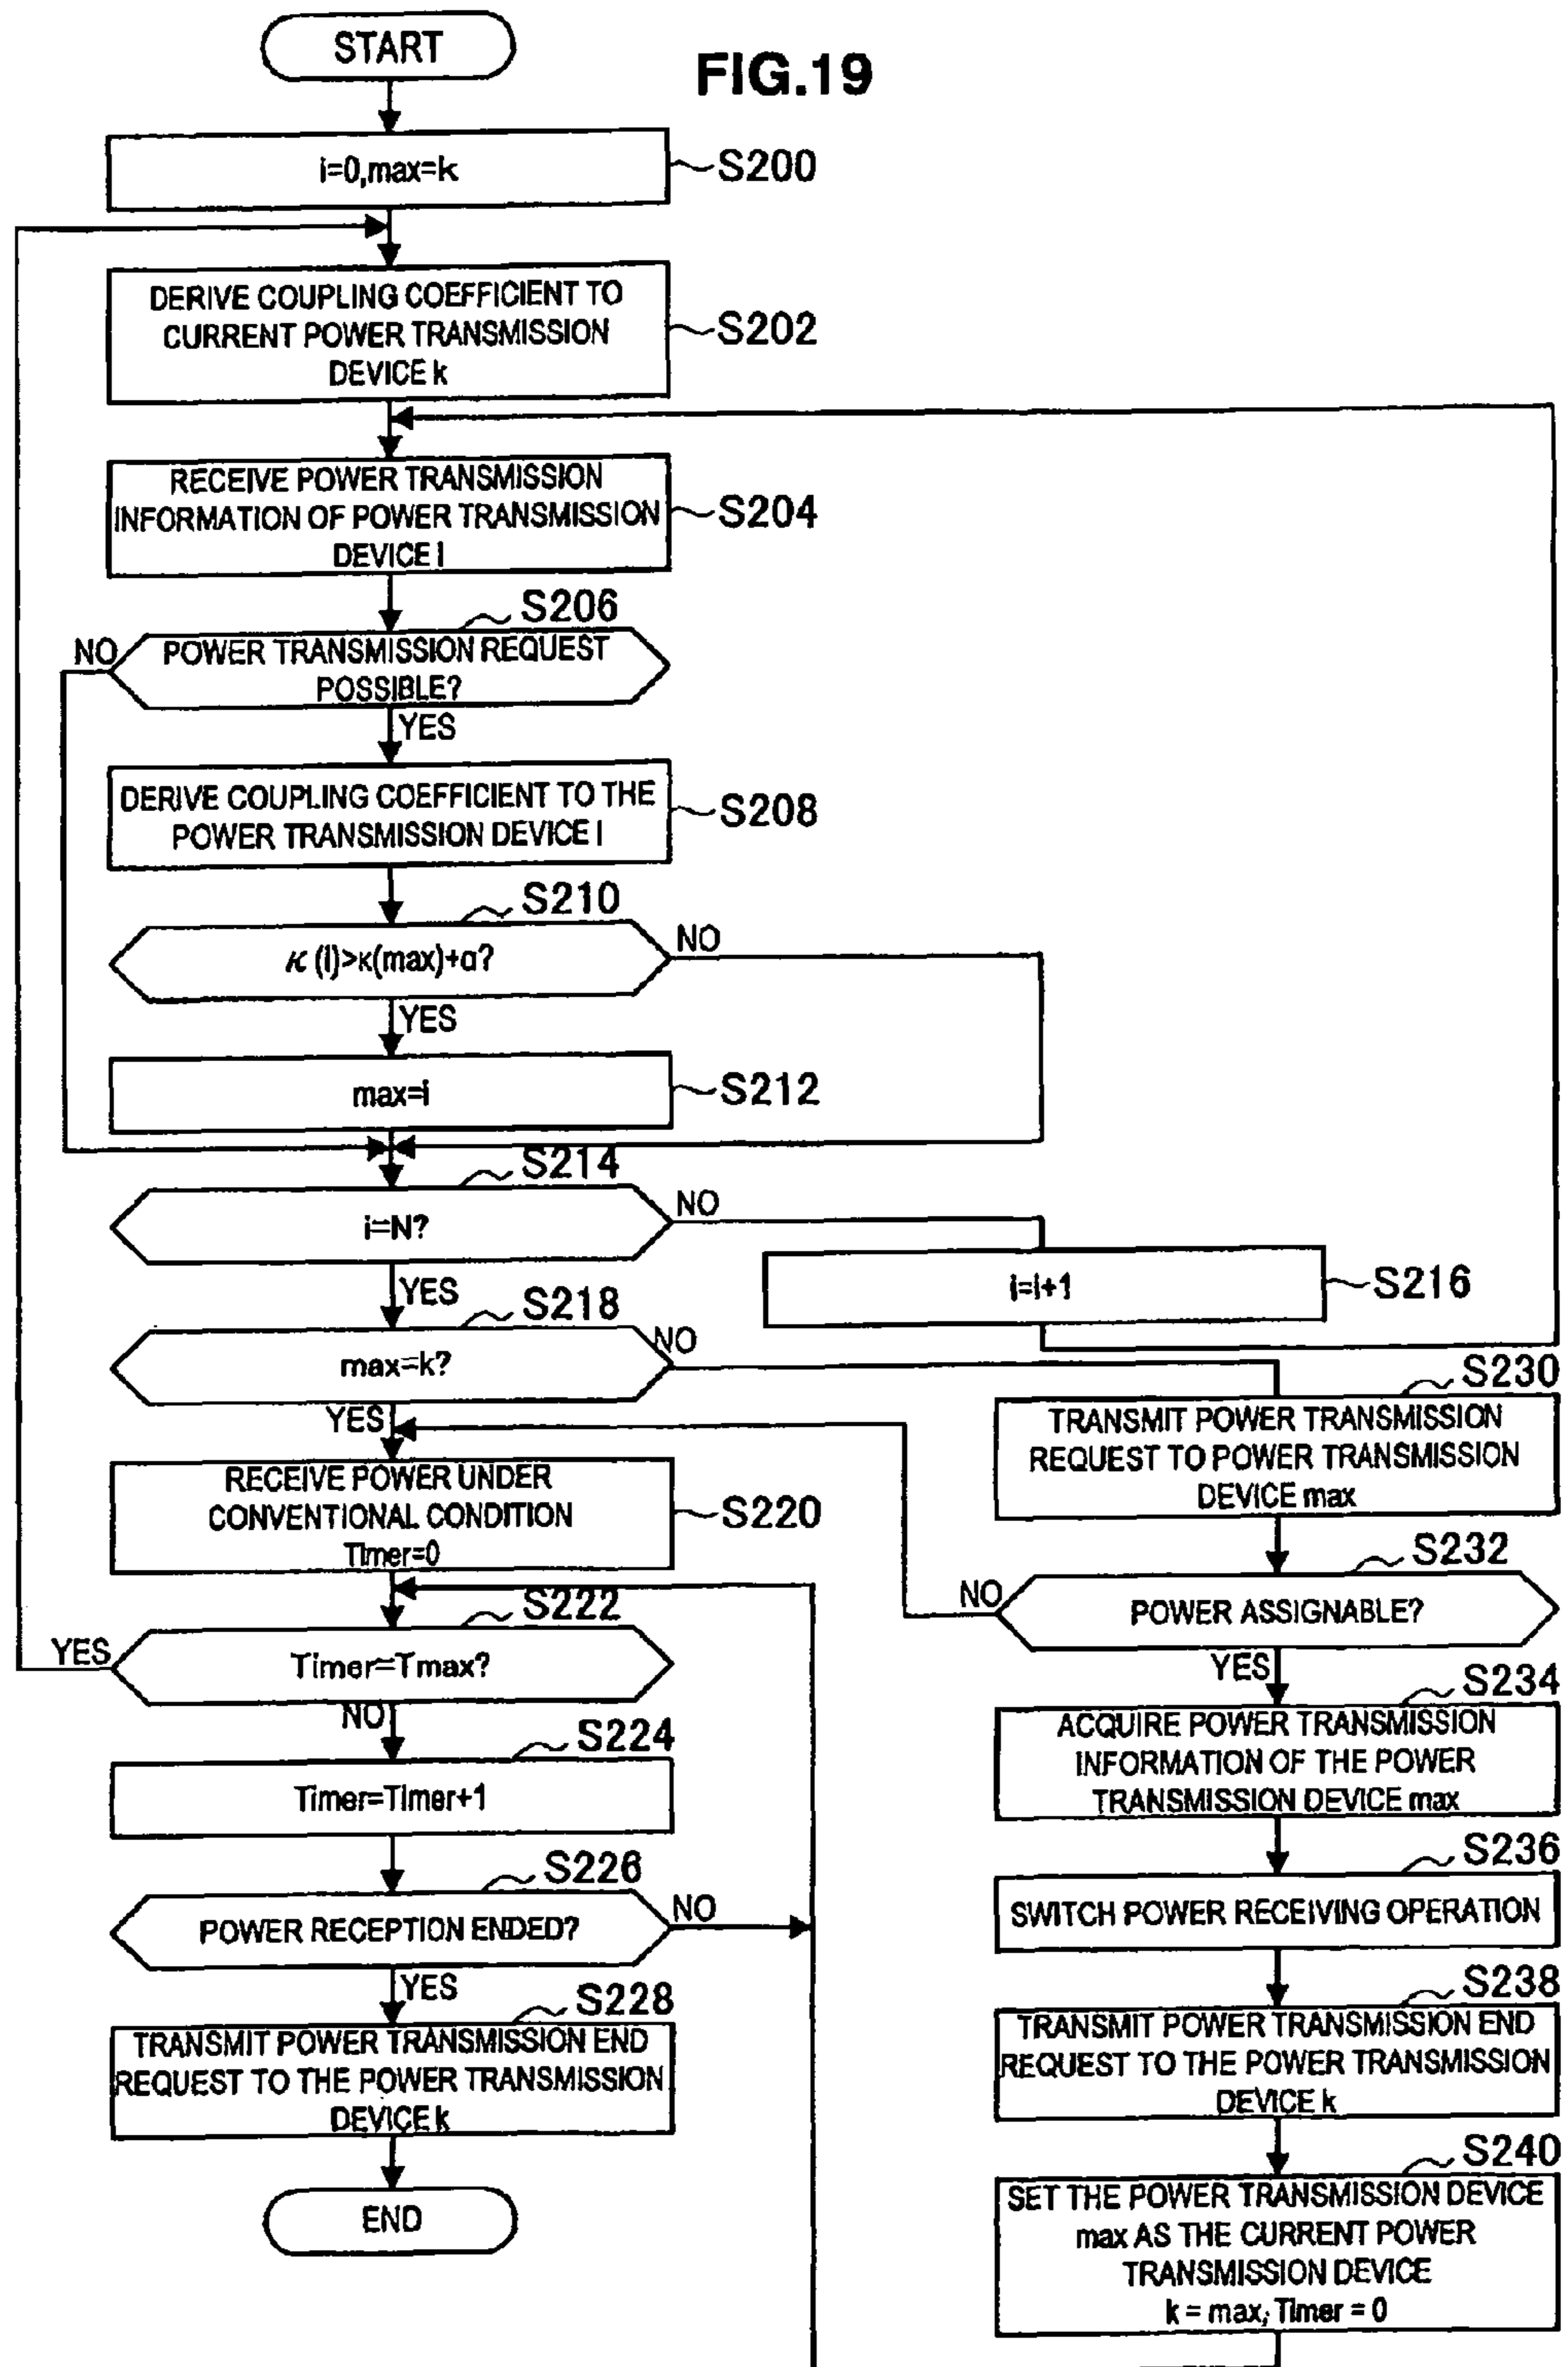 START
FIG.19
i=0,max=k
S200
DERIVE COUPLING COEFFICIENT TO
CURRENT POWER TRANSMISSION
DEVICE k
S202
RECEIVE POWER TRANSMISSION
INFORMATION OF POWER TRANSMISSION
DEVICE i
S204
S206
NO
POWER TRANSMISSION REQUEST
POSSIBLE?
YES
DERIVE COUPLING COEFFICIENT TO THE
POWER TRANSMISSION DEVICE i
S208
S210
κ(i)>κ(max)+α?
NO
YES
max=i
S212
S214
i=N?
NO
YES
i=i+1
S216
S218
max=k?
NO
YES
RECEIVE POWER UNDER
CONVENTIONAL CONDITION
Timer=0
S220
S222
YES
Timer=Tmax?
NO
S224
Timer=Timer+1
S226
POWER RECEPTION ENDED?
NO
YES
S228
TRANSMIT POWER TRANSMISSION END
REQUEST TO THE POWER TRANSMISSION
DEVICE k
END
S230
TRANSMIT POWER TRANSMISSION
REQUEST TO POWER TRANSMISSION
DEVICE max
S232
NO
POWER ASSIGNABLE?
YES
S234
ACQUIRE POWER TRANSMISSION
INFORMATION OF THE POWER
TRANSMISSION DEVICE max
S236
SWITCH POWER RECEIVING OPERATION
S238
TRANSMIT POWER TRANSMISSION END
REQUEST TO THE POWER TRANSMISSION
DEVICE k
S240
SET THE POWER TRANSMISSION DEVICE
max AS THE CURRENT POWER
TRANSMISSION DEVICE
k = max, Timer = 0